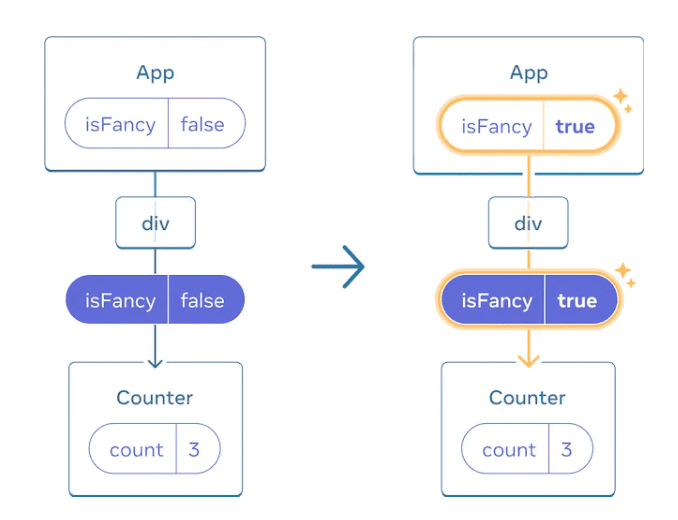 App
isFancy false
div
isFancy false
Counter
count 3
App
isFancy true
div
isFancy true
Counter
count 3